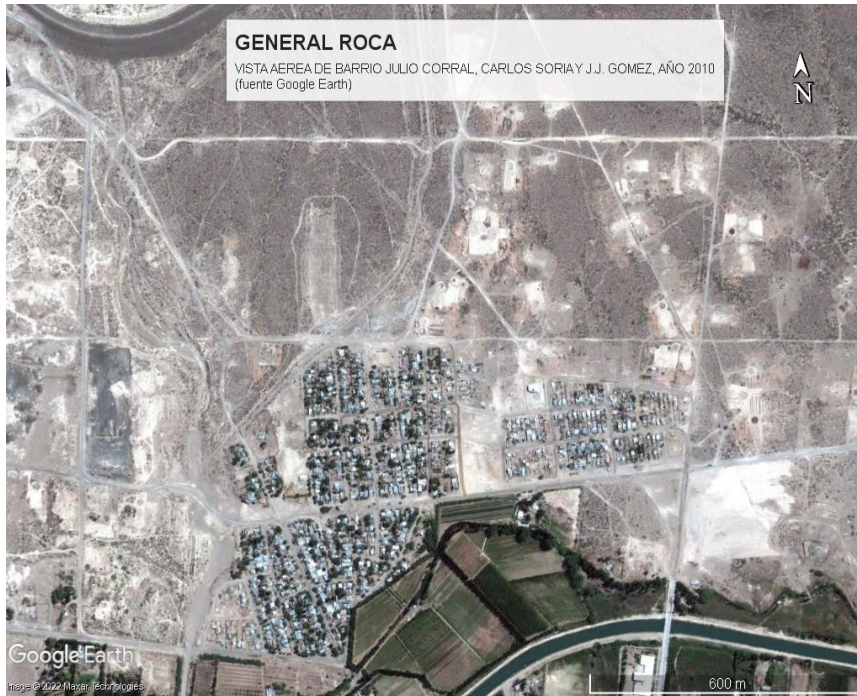 GENERAL ROCA
VISTA AEREA DE BARRIO JULIO CORRAL, CARLOS SORIA Y J.J. GOMEZ, AÑO 2010
(fuente Google Earth)
N
Google Earth
Image © 2022 Maxar Technologies
600 m